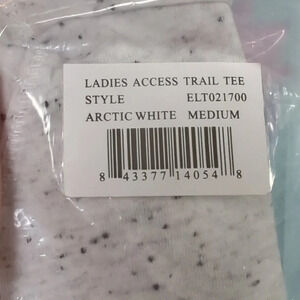 LADIES ACCESS TRAIL TEE
STYLE ELT021700
ARCTIC WHITE MEDIUM
8 43377 14054 8